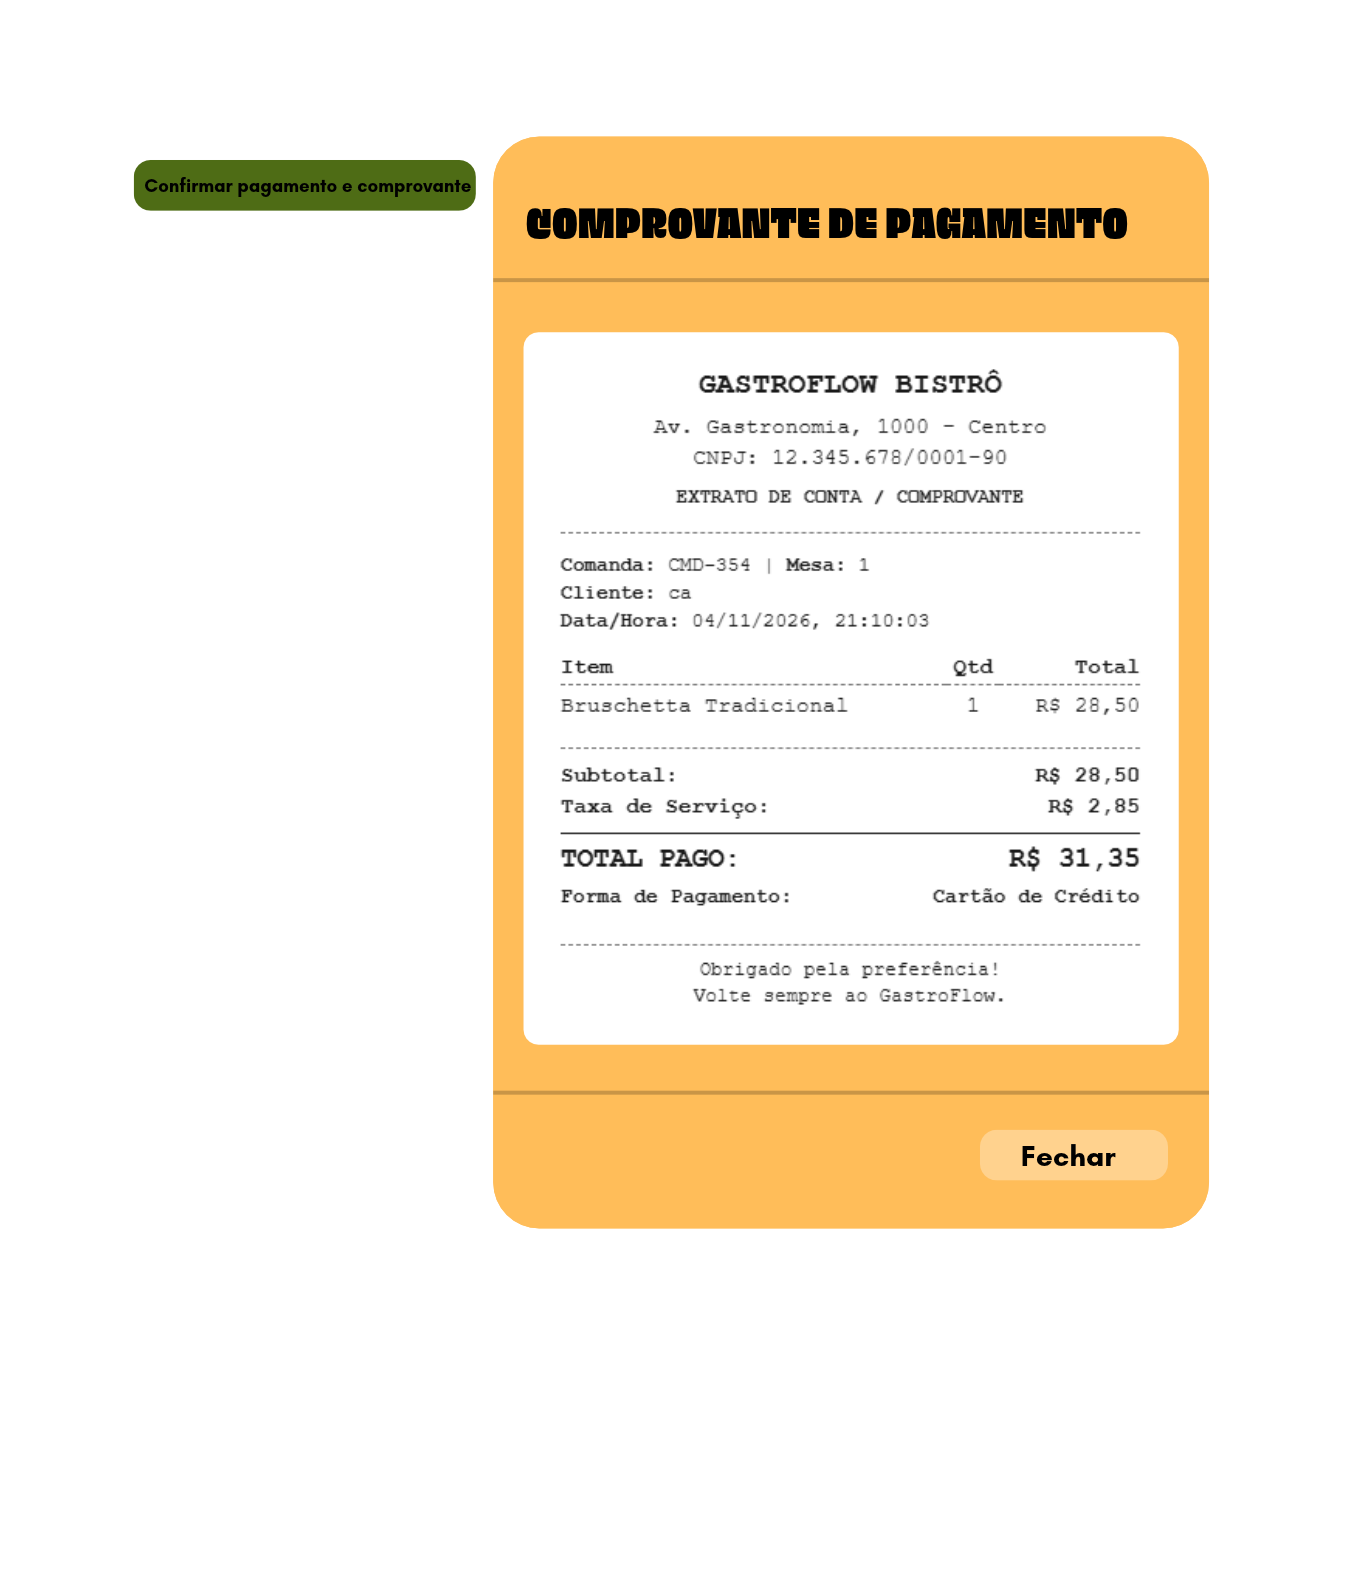 Confirmar pagamento e comprovante
COMPROVANTE DE PAGAMENTO
GASTROFLOW BISTRÔ
Av. Gastronomia, 1000 - Centro
CNPJ: 12.345.678/0001-90
EXTRATO DE CONTA / COMPROVANTE
Comanda: CMD-354 | Mesa: 1
Cliente: ca
Data/Hora: 04/11/2026, 21:10:03
Item Qtd Total
Bruschetta Tradicional 1 R$ 28,50
Subtotal: R$ 28,50
Taxa de Serviço: R$ 2,85
TOTAL PAGO: R$ 31,35
Forma de Pagamento: Cartão de Crédito
Obrigado pela preferência!
Volte sempre ao GastroFlow.
Fechar